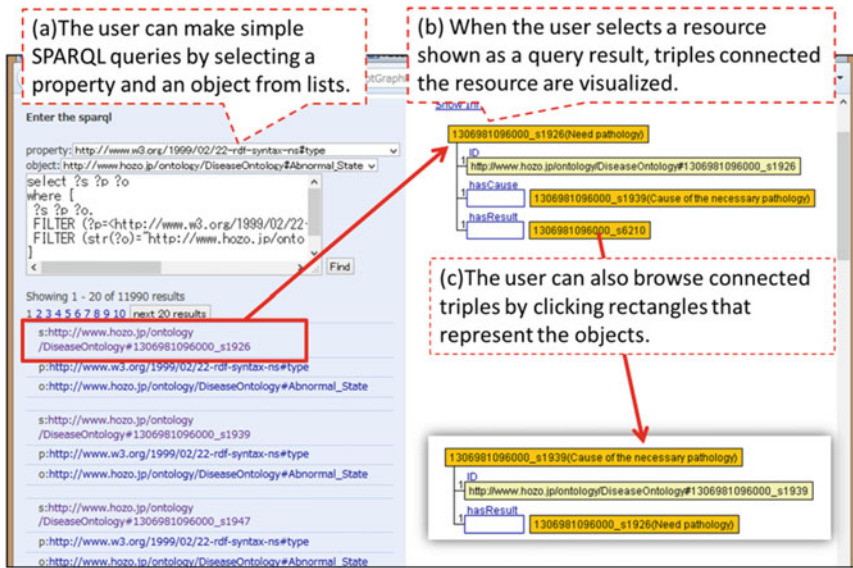 (a)The user can make simple
SPARQL queries by selecting a
property and an object from lists.
(b) When the user selects a resource
shown as a query result, triples connected
the resource are visualized.
Enter the sparql
property: http://www.w3.org/1999/02/22-rdf-syntax-ns#type
object: http://www.hozo.jp/ontology/DiseaseOntology#Abnormal_State
select ?s ?p ?o
where {
?s ?p ?o.
FILTER (?p=<http://www.w3.org/1999/02/22-
FILTER (str(?o)="http://www.hozo.jp/onto
}
Find
Showing 1 - 20 of 11990 results
1 2 3 4 5 6 7 8 9 10 next 20 results
s:http://www.hozo.jp/ontology
/DiseaseOntology#1306981096000_s1926
p:http://www.w3.org/1999/02/22-rdf-syntax-ns#type
o:http://www.hozo.jp/ontology/DiseaseOntology#Abnormal_State
s:http://www.hozo.jp/ontology
/DiseaseOntology#1306981096000_s1939
p:http://www.w3.org/1999/02/22-rdf-syntax-ns#type
o:http://www.hozo.jp/ontology/DiseaseOntology#Abnormal_State
s:http://www.hozo.jp/ontology
/DiseaseOntology#1306981096000_s1947
p:http://www.w3.org/1999/02/22-rdf-syntax-ns#type
o:http://www.hozo.jp/ontology/DiseaseOntology#Abnormal_State
1306981096000_s1926(Need pathology)
ID
1 http://www.hozo.jp/ontology/DiseaseOntology#1306981096000_s1926
hasCause
1 1306981096000_s1939(Cause of the necessary pathology)
hasResult
1 1306981096000_s6210
(c)The user can also browse connected
triples by clicking rectangles that
represent the objects.
1306981096000_s1939(Cause of the necessary pathology)
ID
1 http://www.hozo.jp/ontology/DiseaseOntology#1306981096000_s1939
hasResult
1 1306981096000_s1926(Need pathology)